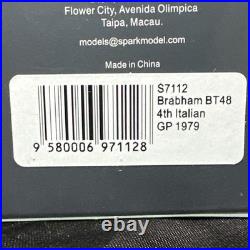 Flower City, Avenida Olimpica
Taipa, Macau.
models@sparkmodel.com
Made in China
S7112
Brabham BT48
4th Italian
GP 1979
9 580006 971128